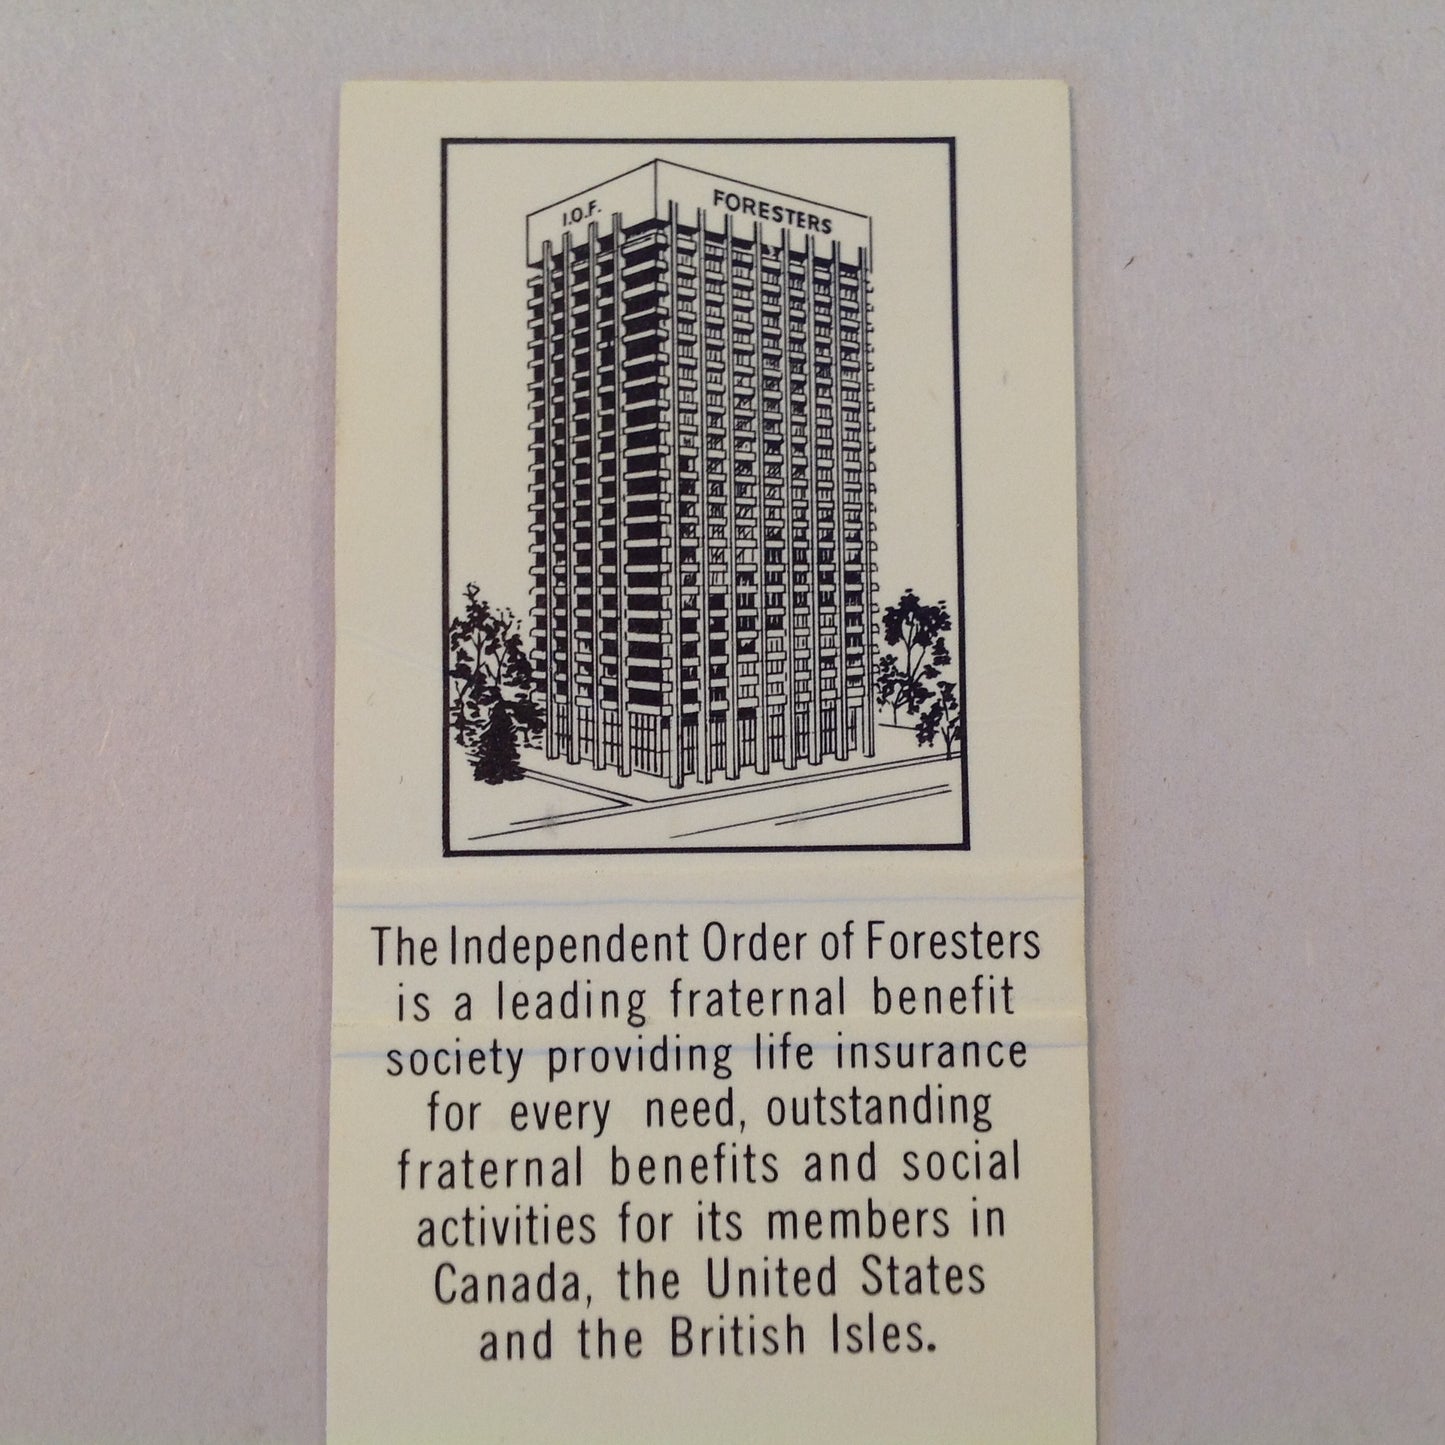 I.O.F.
FORESTERS
The Independent Order of Foresters
is a leading fraternal benefit
society providing life insurance
for every need, outstanding
fraternal benefits and social
activities for its members in
Canada, the United States
and the British Isles.